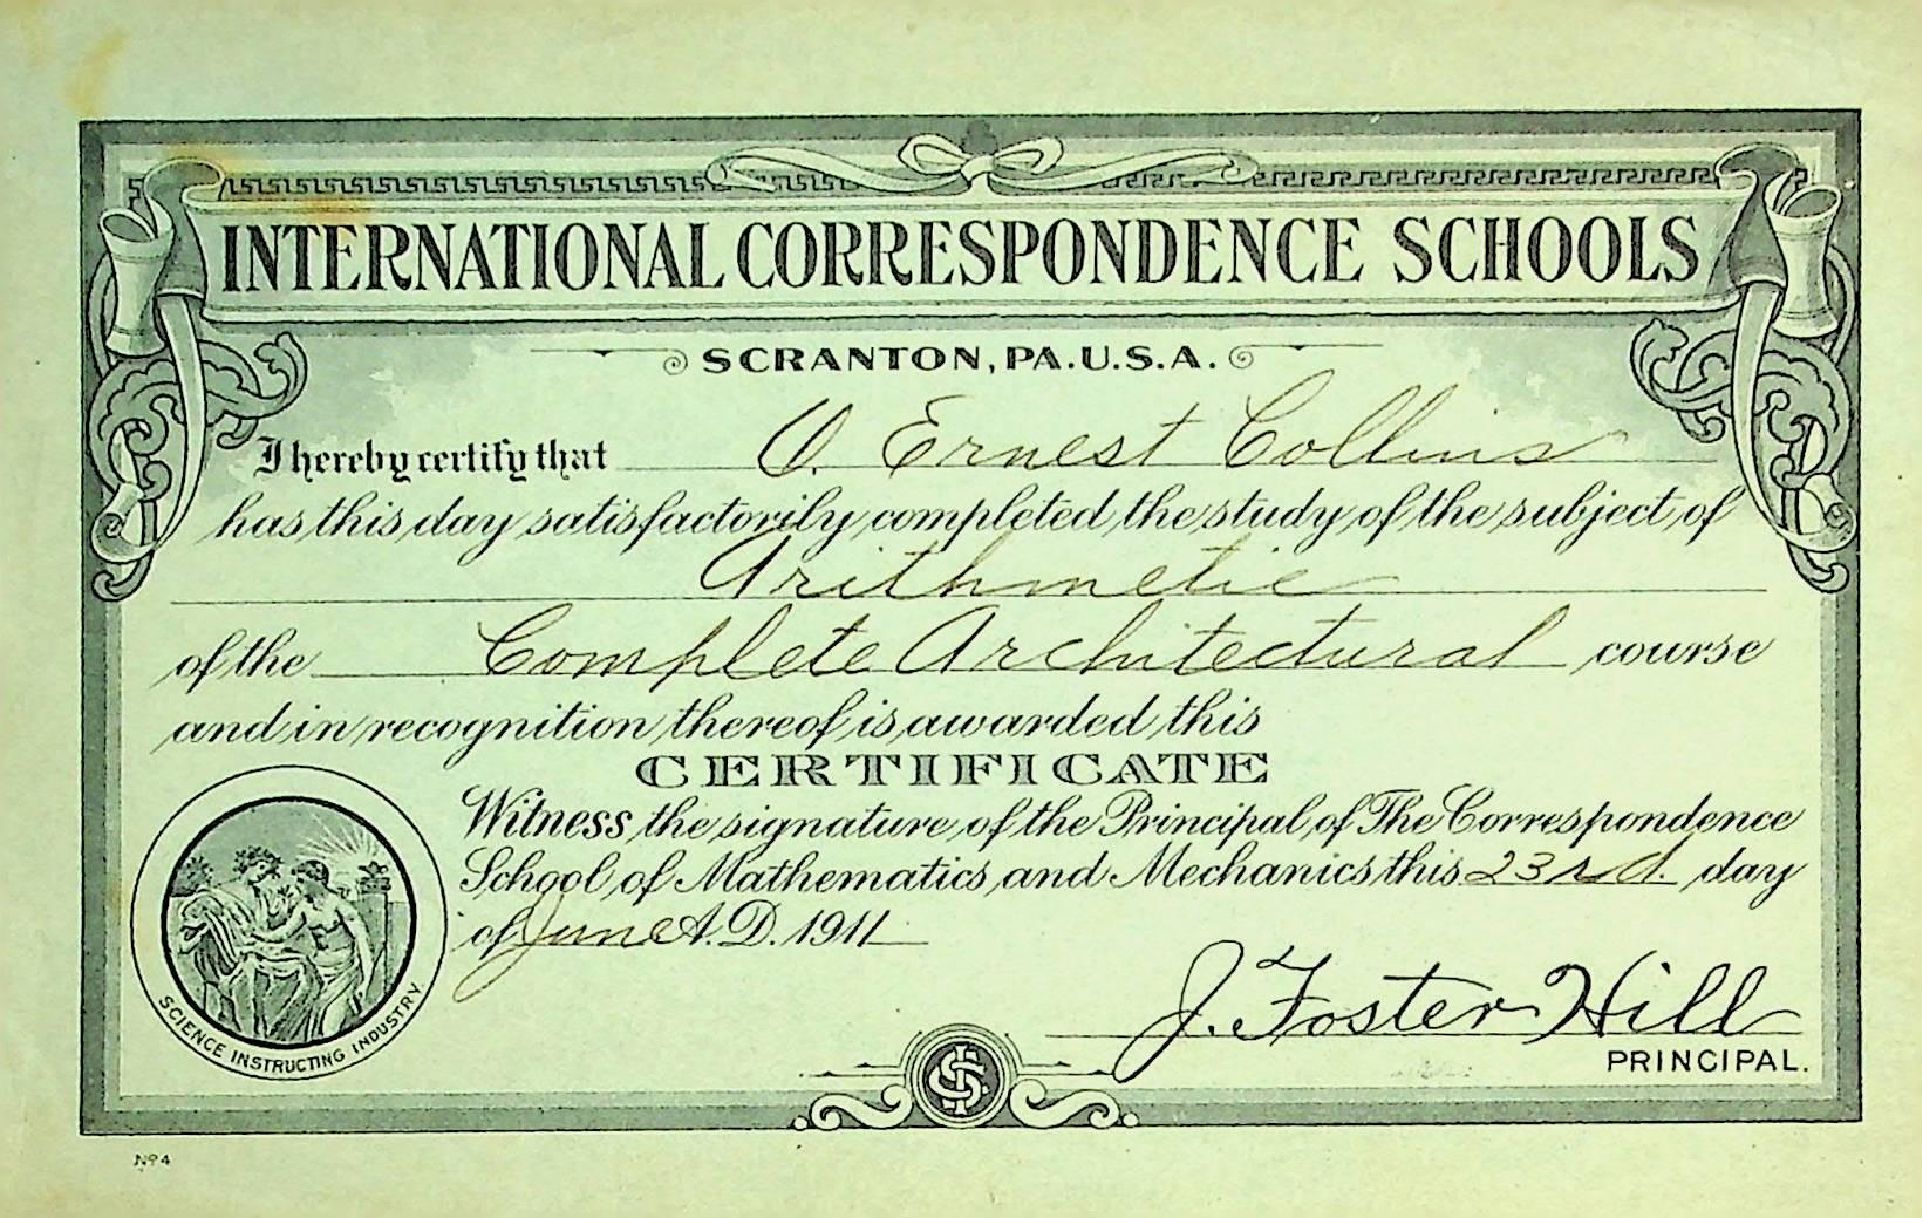 INTERNATIONAL CORRESPONDENCE SCHOOLS
SCRANTON, PA. U.S.A.
I hereby certify that O. Ernest Collins
has this day satisfactorily completed the study of the subject of
Arithmetic
of the Complete Architectural course
and in recognition thereof is awarded this
CERTIFICATE
Witness the signature of the Principal of The Correspondence
School of Mathematics and Mechanics this 23rd. day
of June A.D. 1911
J. Foster Hill
PRINCIPAL.
SCIENCE INSTRUCTING INDUSTRY
ICS
Nº 4